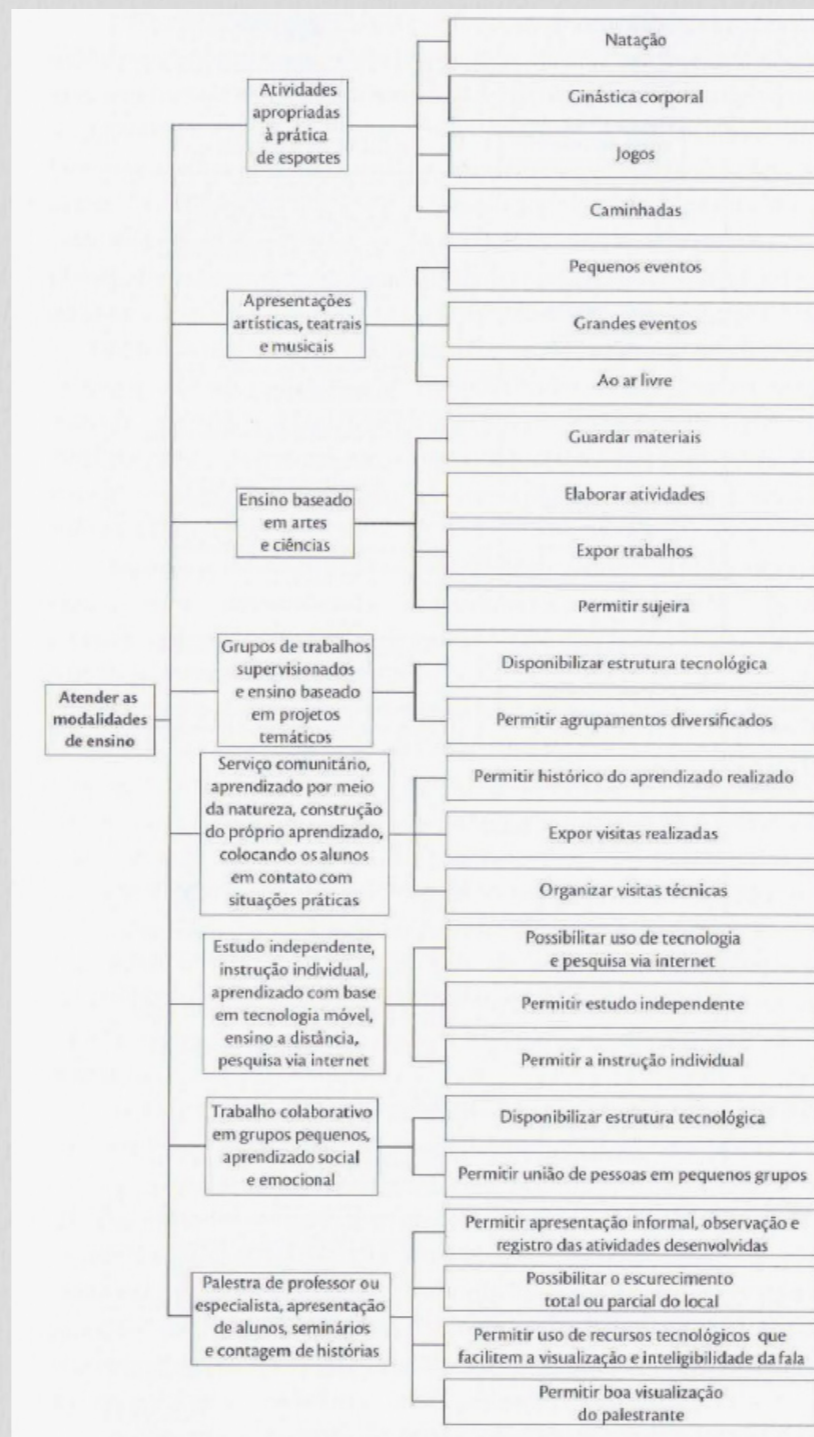 Natação
Atividades
apropriadas
à prática
de esportes
Ginástica corporal
Jogos
Caminhadas
Pequenos eventos
Apresentações
artísticas, teatrais
e musicais
Grandes eventos
Ao ar livre
Guardar materiais
Ensino baseado
em artes
e ciências
Elaborar atividades
Expor trabalhos
Permitir sujeira
Grupos de trabalhos
supervisionados
e ensino baseado
em projetos
temáticos
Disponibilizar estrutura tecnológica
Permitir agrupamentos diversificados
Atender as
modalidades
de ensino
Serviço comunitário,
aprendizado por meio
da natureza, construção
do próprio aprendizado,
colocando os alunos
em contato com
situações práticas
Permitir histórico do aprendizado realizado
Expor visitas realizadas
Organizar visitas técnicas
Estudo independente,
instrução individual,
aprendizado com base
em tecnologia móvel,
ensino a distância,
pesquisa via internet
Possibilitar uso de tecnologia
e pesquisa via internet
Permitir estudo independente
Permitir a instrução individual
Trabalho colaborativo
em grupos pequenos,
aprendizado social
e emocional
Disponibilizar estrutura tecnológica
Permitir união de pessoas em pequenos grupos
Palestra de professor ou
especialista, apresentação
de alunos, seminários
e contagem de histórias
Permitir apresentação informal, observação e
registro das atividades desenvolvidas
Possibilitar o escurecimento
total ou parcial do local
Permitir uso de recursos tecnológicos que
facilitem a visualização e inteligibilidade da fala
Permitir boa visualização
do palestrante